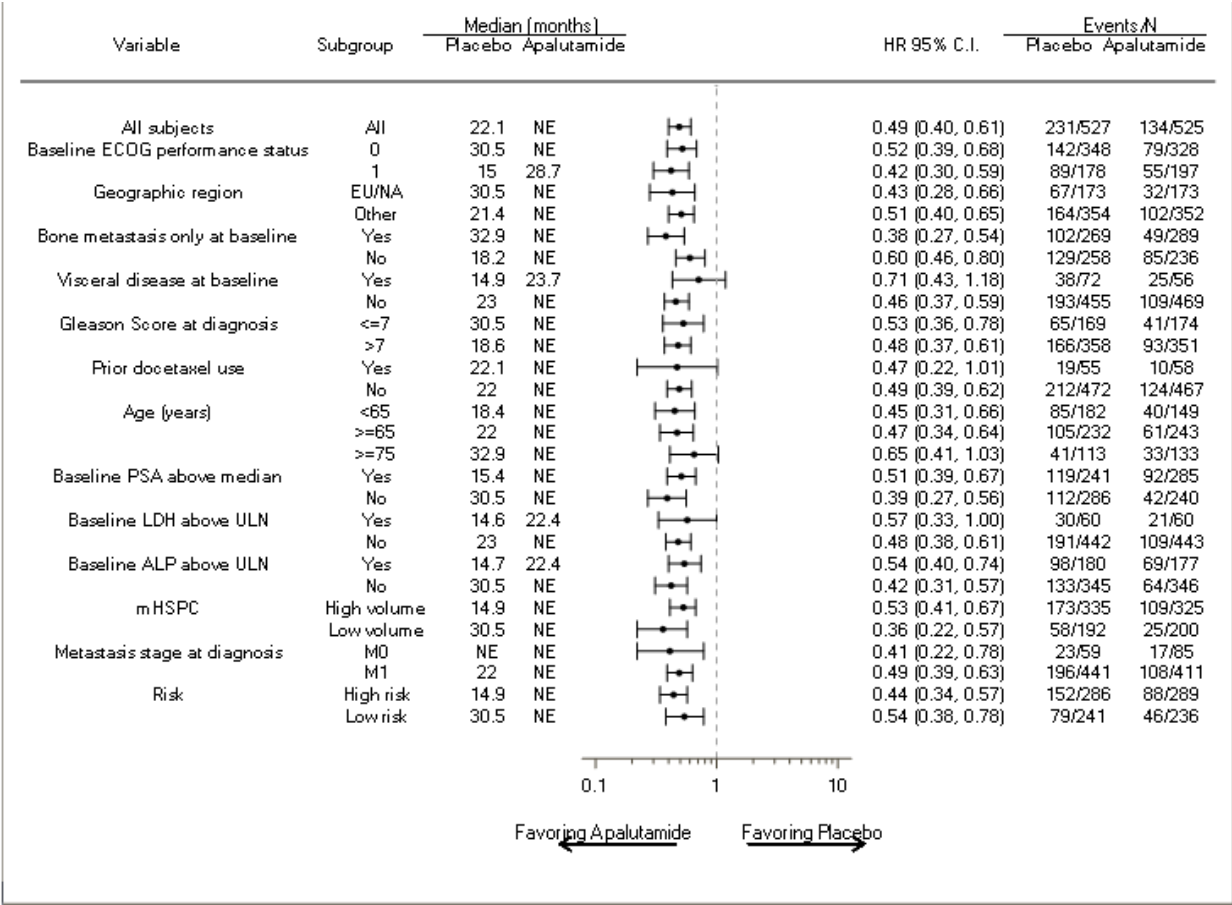 Median (months) Events/N
Variable Subgroup Placebo Apalutamide HR 95% C.I. Placebo Apalutamide
All subjects All 22.1 NE 0.49 (0.40, 0.61) 231/527 134/525
Baseline ECOG performance status 0 30.5 NE 0.52 (0.39, 0.68) 142/348 79/328
1 15 28.7 0.42 (0.30, 0.59) 89/178 55/197
Geographic region EU/NA 30.5 NE 0.43 (0.28, 0.66) 67/173 32/173
Other 21.4 NE 0.51 (0.40, 0.65) 164/354 102/352
Bone metastasis only at baseline Yes 32.9 NE 0.38 (0.27, 0.54) 102/269 49/289
No 18.2 NE 0.60 (0.46, 0.80) 129/258 85/236
Visceral disease at baseline Yes 14.9 23.7 0.71 (0.43, 1.18) 38/72 25/56
No 23 NE 0.46 (0.37, 0.59) 193/455 109/469
Gleason Score at diagnosis <=7 30.5 NE 0.53 (0.36, 0.78) 65/169 41/174
>7 18.6 NE 0.48 (0.37, 0.61) 166/358 93/351
Prior docetaxel use Yes 22.1 NE 0.47 (0.22, 1.01) 19/55 10/58
No 22 NE 0.49 (0.39, 0.62) 212/472 124/467
Age (years) <65 18.4 NE 0.45 (0.31, 0.66) 85/182 40/149
>=65 22 NE 0.47 (0.34, 0.64) 105/232 61/243
>=75 32.9 NE 0.65 (0.41, 1.03) 41/113 33/133
Baseline PSA above median Yes 15.4 NE 0.51 (0.39, 0.67) 119/241 92/285
No 30.5 NE 0.39 (0.27, 0.56) 112/286 42/240
Baseline LDH above ULN Yes 14.6 22.4 0.57 (0.33, 1.00) 30/60 21/60
No 23 NE 0.48 (0.38, 0.61) 191/442 109/443
Baseline ALP above ULN Yes 14.7 22.4 0.54 (0.40, 0.74) 98/180 69/177
No 30.5 NE 0.42 (0.31, 0.57) 133/345 64/346
mHSPC High volume 14.9 NE 0.53 (0.41, 0.67) 173/335 109/325
Low volume 30.5 NE 0.36 (0.22, 0.57) 58/192 25/200
Metastasis stage at diagnosis M0 NE NE 0.41 (0.22, 0.78) 23/59 17/85
M1 22 NE 0.49 (0.39, 0.63) 196/441 108/411
Risk High risk 14.9 NE 0.44 (0.34, 0.57) 152/286 88/289
Low risk 30.5 NE 0.54 (0.38, 0.78) 79/241 46/236
0.1 1 10
Favoring Apalutamide Favoring Placebo